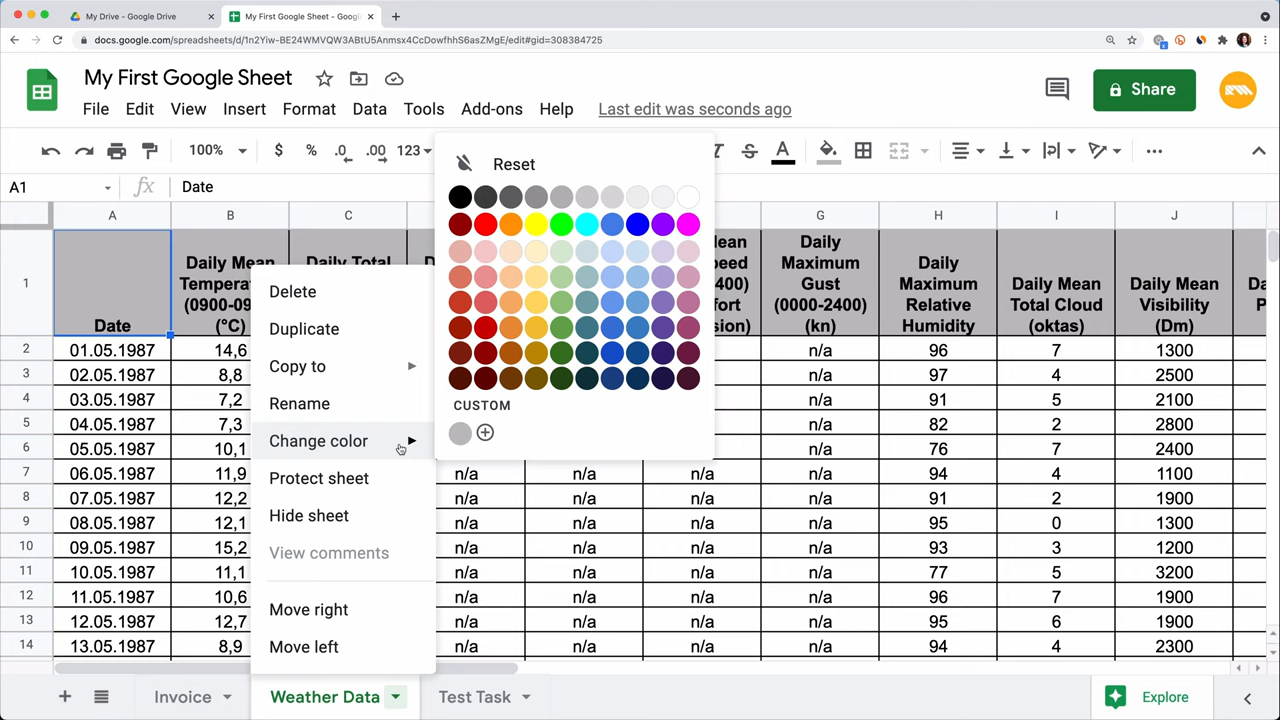 My Drive - Google Drive
My First Google Sheet - Google
docs.google.com/spreadsheets/d/1n2Yiw-BE24WMVQW3ABtU5Anmsx4CcDowfhhS6asZMgE/edit#gid=308384725
My First Google Sheet
File Edit View Insert Format Data Tools Add-ons Help Last edit was seconds ago
Share
100% $ % .0 .00 123
A1 fx Date
A B C G H I J
1
Date
Daily Mean
Temperat
(0900-09
(°C)
Daily Total
D
ean
peed
400)
fort
sion)
Daily
Maximum
Gust
(0000-2400)
(kn)
Daily
Maximum
Relative
Humidity
Daily Mean
Total Cloud
(oktas)
Daily Mean
Visibility
(Dm)
Da
P
2 01.05.1987 14,6 n/a 96 7 1300
3 02.05.1987 8,8 n/a 97 4 2500
4 03.05.1987 7,2 n/a 91 5 2100
5 04.05.1987 7,3 n/a 82 2 2800
6 05.05.1987 10,1 n/a 76 7 2400
7 06.05.1987 11,9 n/a n/a n/a n/a 94 4 1100
8 07.05.1987 12,2 n/a n/a n/a n/a 91 2 1900
9 08.05.1987 12,1 n/a n/a n/a n/a 95 0 1300
10 09.05.1987 15,2 n/a n/a n/a n/a 93 3 1200
11 10.05.1987 11,1 n/a n/a n/a n/a 77 5 3200
12 11.05.1987 10,6 n/a n/a n/a n/a 96 7 1900
13 12.05.1987 12,7 n/a n/a n/a n/a 95 6 1900
14 13.05.1987 8,9 n/a n/a n/a n/a 94 4 2300
Delete
Duplicate
Copy to
Rename
Change color
Protect sheet
Hide sheet
View comments
Move right
Move left
Reset
CUSTOM
Invoice Weather Data Test Task
Explore